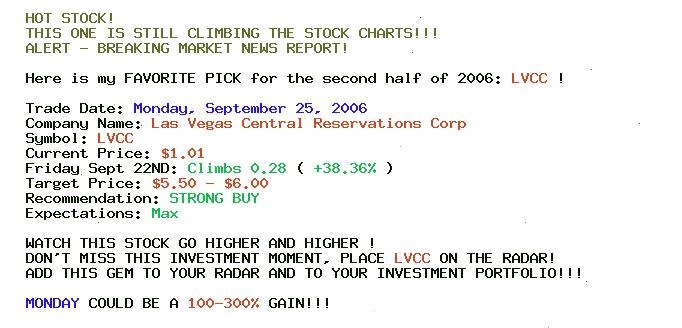 HOT STOCK!
THIS ONE IS STILL CLIMBING THE STOCK CHARTS!!!
ALERT - BREAKING MARKET NEWS REPORT!
Here is my FAVORITE PICK for the second half of 2006: LVCC !
Trade Date: Monday, September 25, 2006
Company Name: Las Vegas Central Reservations Corp
Symbol: LVCC
Current Price: $1.01
Friday Sept 22ND: Climbs 0.28 ( +38.36% )
Target Price: $5.50 - $6.00
Recommendation: STRONG BUY
Expectations: Max
WATCH THIS STOCK GO HIGHER AND HIGHER !
DON'T MISS THIS INVESTMENT MOMENT, PLACE LVCC ON THE RADAR!
ADD THIS GEM TO YOUR RADAR AND TO YOUR INVESTMENT PORTFOLIO!!!
MONDAY COULD BE A 100-300% GAIN!!!